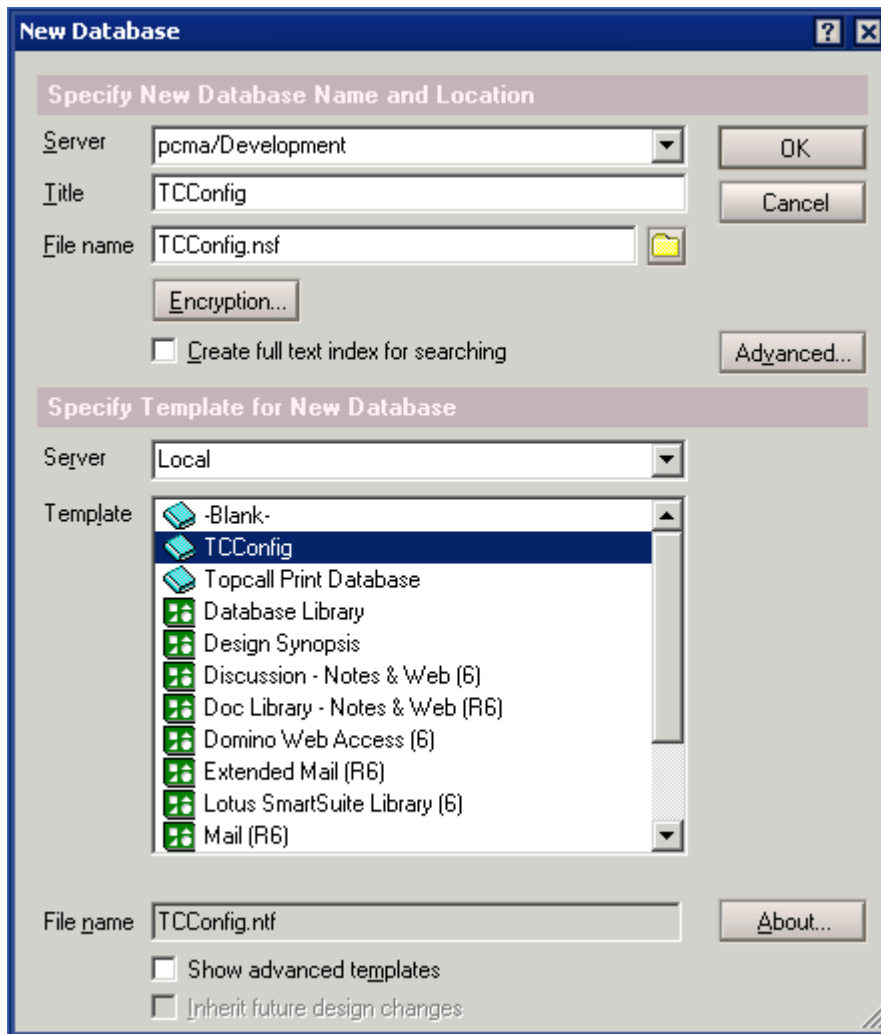 New Database
Specify New Database Name and Location
Server pcma/Development OK
Title TCConfig Cancel
File name TCConfig.nsf
Encryption...
Create full text index for searching Advanced...
Specify Template for New Database
Server Local
Template -Blank-
TCConfig
Topcall Print Database
Database Library
Design Synopsis
Discussion - Notes & Web (6)
Doc Library - Notes & Web (R6)
Domino Web Access (6)
Extended Mail (R6)
Lotus SmartSuite Library (6)
Mail (R6)
File name TCConfig.ntf About...
Show advanced templates
Inherit future design changes